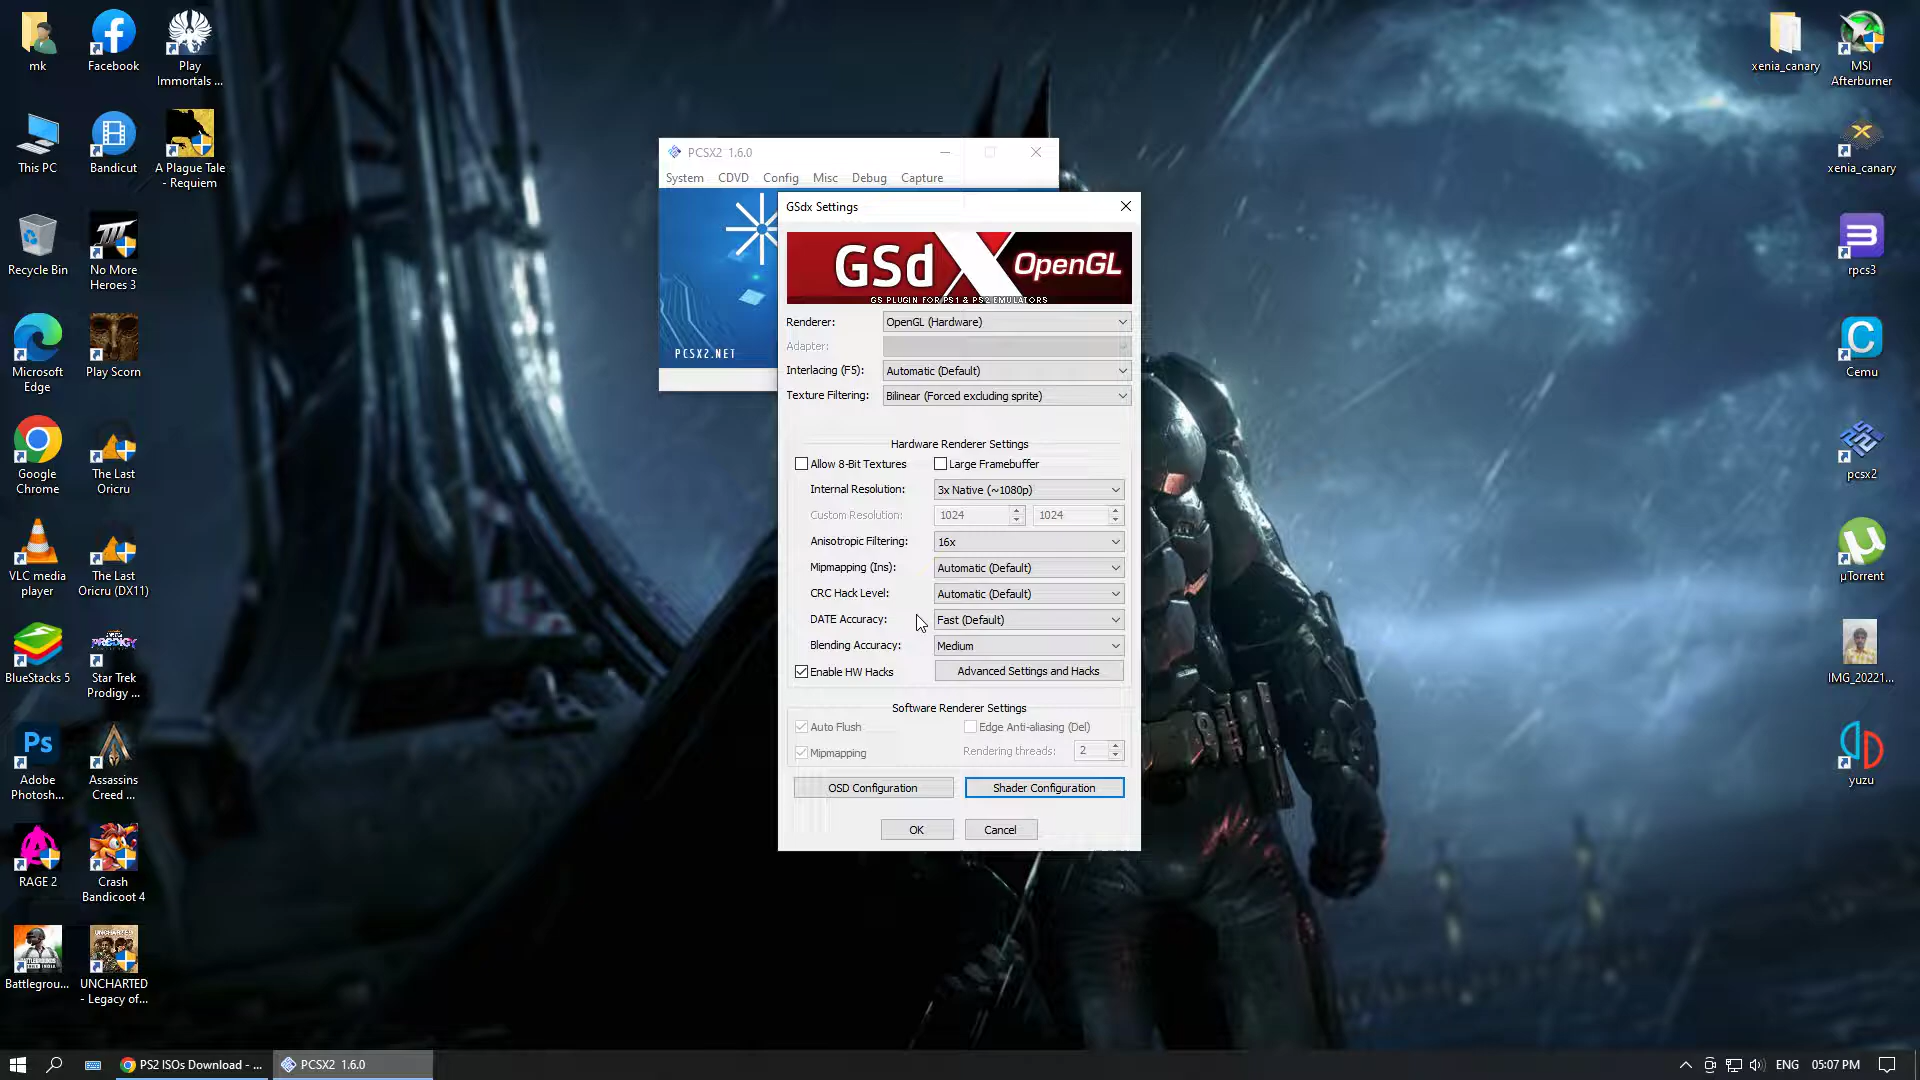 mk
Facebook
Play
Immortals ...
This PC
Bandicut
A Plague Tale
- Requiem
Recycle Bin
No More
Heroes 3
Microsoft
Edge
Play Scorn
Google
Chrome
The Last
Oricru
VLC media
player
The Last
Oricru (DX11)
BlueStacks 5
Star Trek
Prodigy ...
Ps
Adobe
Photosh...
Assassins
Creed ...
RAGE 2
Crash
Bandicoot 4
Battlegrou...
UNCHARTED
- Legacy of...
xenia_canary
MSI
Afterburner
xenia_canary
rpcs3
Cemu
pcsx2
µTorrent
IMG_20221...
yuzu
PCSX2 1.6.0
System CDVD Config Misc Debug Capture
PCSX2.NET
GSdx Settings
GSdX OpenGL
GS PLUGIN FOR PS1 & PS2 EMULATORS
Renderer: OpenGL (Hardware)
Adapter:
Interlacing (F5): Automatic (Default)
Texture Filtering: Bilinear (Forced excluding sprite)
Hardware Renderer Settings
Allow 8-Bit Textures Large Framebuffer
Internal Resolution: 3x Native (~1080p)
Custom Resolution: 1024 1024
Anisotropic Filtering: 16x
Mipmapping (Ins): Automatic (Default)
CRC Hack Level: Automatic (Default)
DATE Accuracy: Fast (Default)
Blending Accuracy: Medium
Enable HW Hacks Advanced Settings and Hacks
Software Renderer Settings
Auto Flush Edge Anti-aliasing (Del)
Mipmapping Rendering threads: 2
OSD Configuration Shader Configuration
OK Cancel
PS2 ISOs Download - ... PCSX2 1.6.0 ENG 05:07 PM